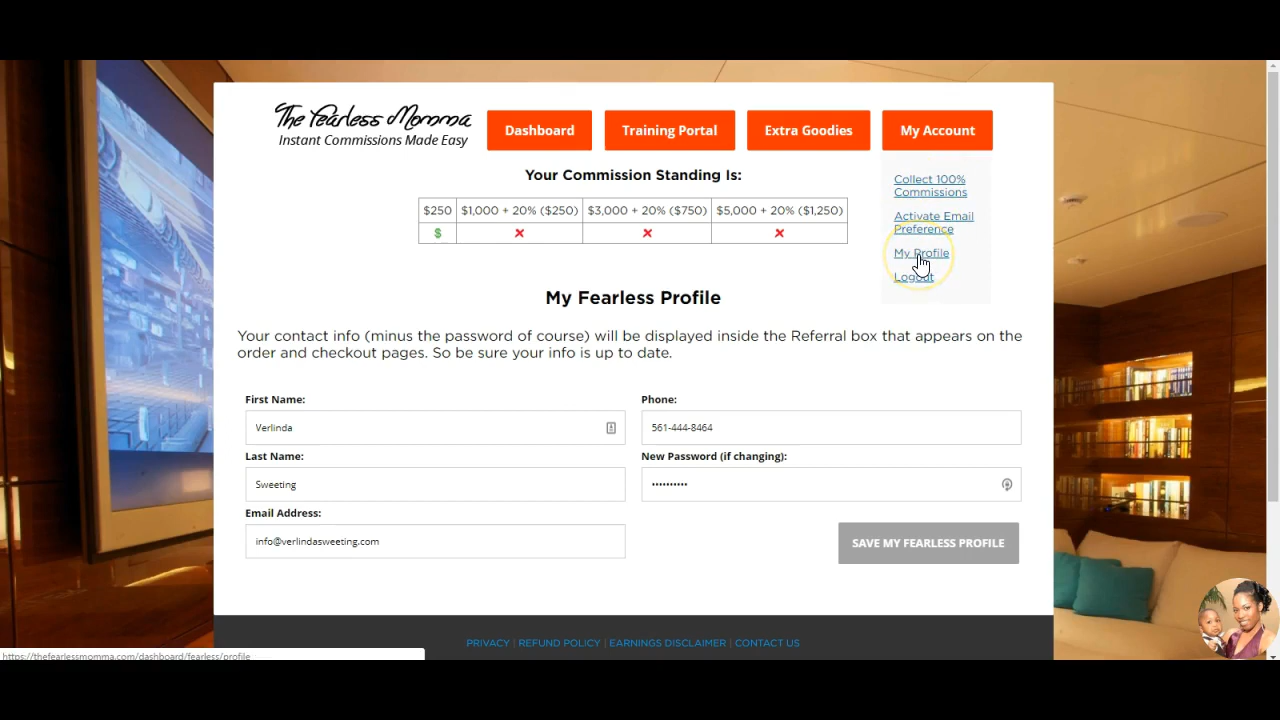 The Fearless Momma
Instant Commissions Made Easy
Dashboard
Training Portal
Extra Goodies
My Account
Collect 100%
Commissions
Activate Email
Preference
My Profile
Logout
Your Commission Standing Is:
$250 $1,000 + 20% ($250) $3,000 + 20% ($750) $5,000 + 20% ($1,250)
$ × × ×
My Fearless Profile
Your contact info (minus the password of course) will be displayed inside the Referral box that appears on the
order and checkout pages. So be sure your info is up to date.
First Name:
Verlinda
Phone:
561-444-8464
Last Name:
Sweeting
New Password (if changing):
••••••••••
Email Address:
info@verlindasweeting.com
SAVE MY FEARLESS PROFILE
PRIVACY | REFUND POLICY | EARNINGS DISCLAIMER | CONTACT US
https://thefearlessmomma.com/dashboard/fearless/profile